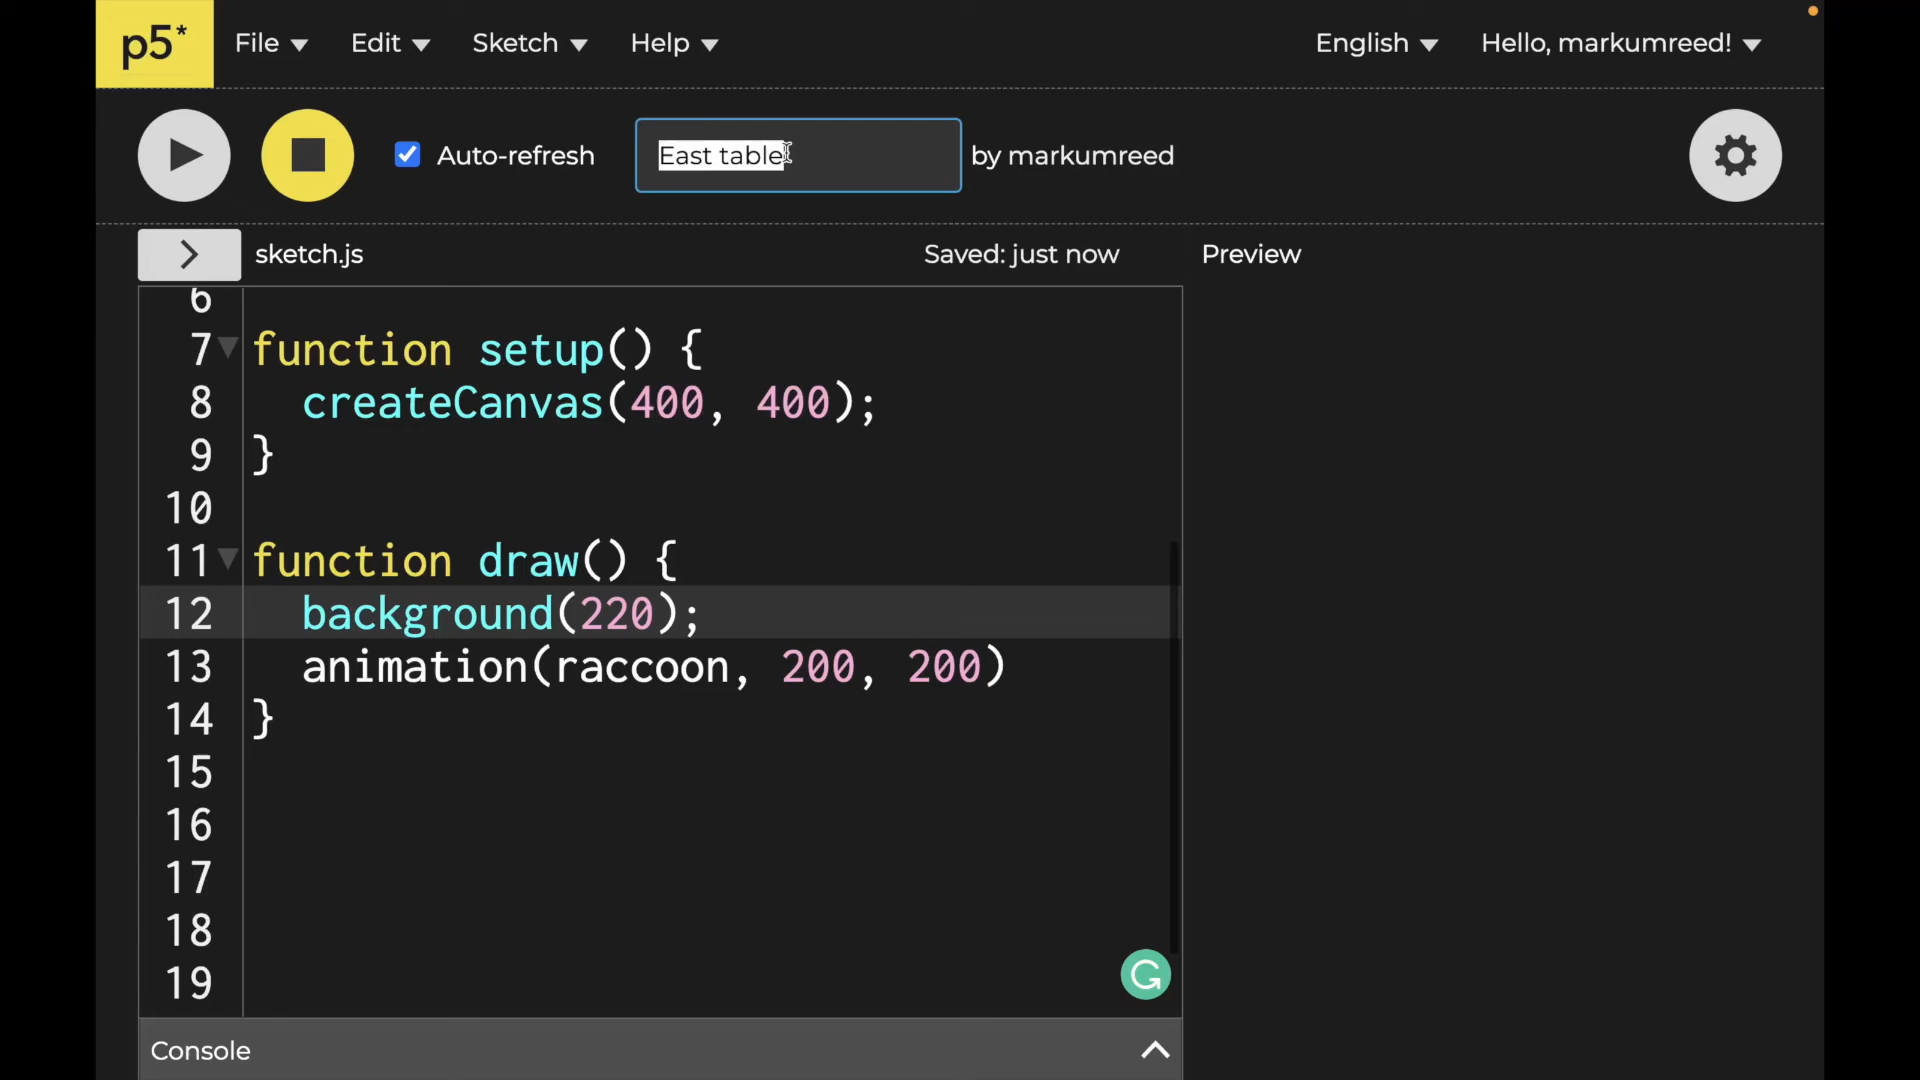 p5* File Edit Sketch Help English Hello, markumreed!
Auto-refresh East table by markumreed
sketch.js Saved: just now Preview
6
7 function setup() {
8 createCanvas(400, 400);
9 }
10
11 function draw() {
12 background(220);
13 animation(raccoon, 200, 200)
14 }
15
16
17
18
19
Console